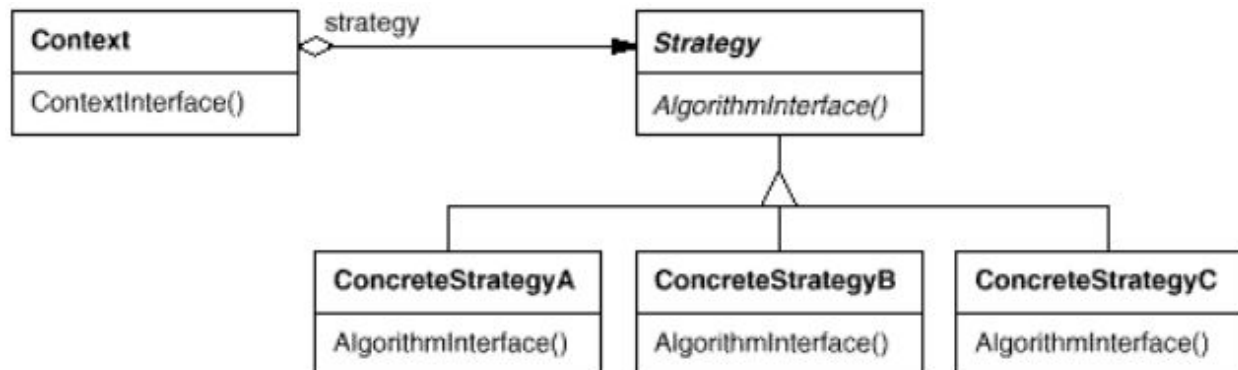 Context
ContextInterface()
strategy
Strategy
AlgorithmInterface()
ConcreteStrategyA
AlgorithmInterface()
ConcreteStrategyB
AlgorithmInterface()
ConcreteStrategyC
AlgorithmInterface()